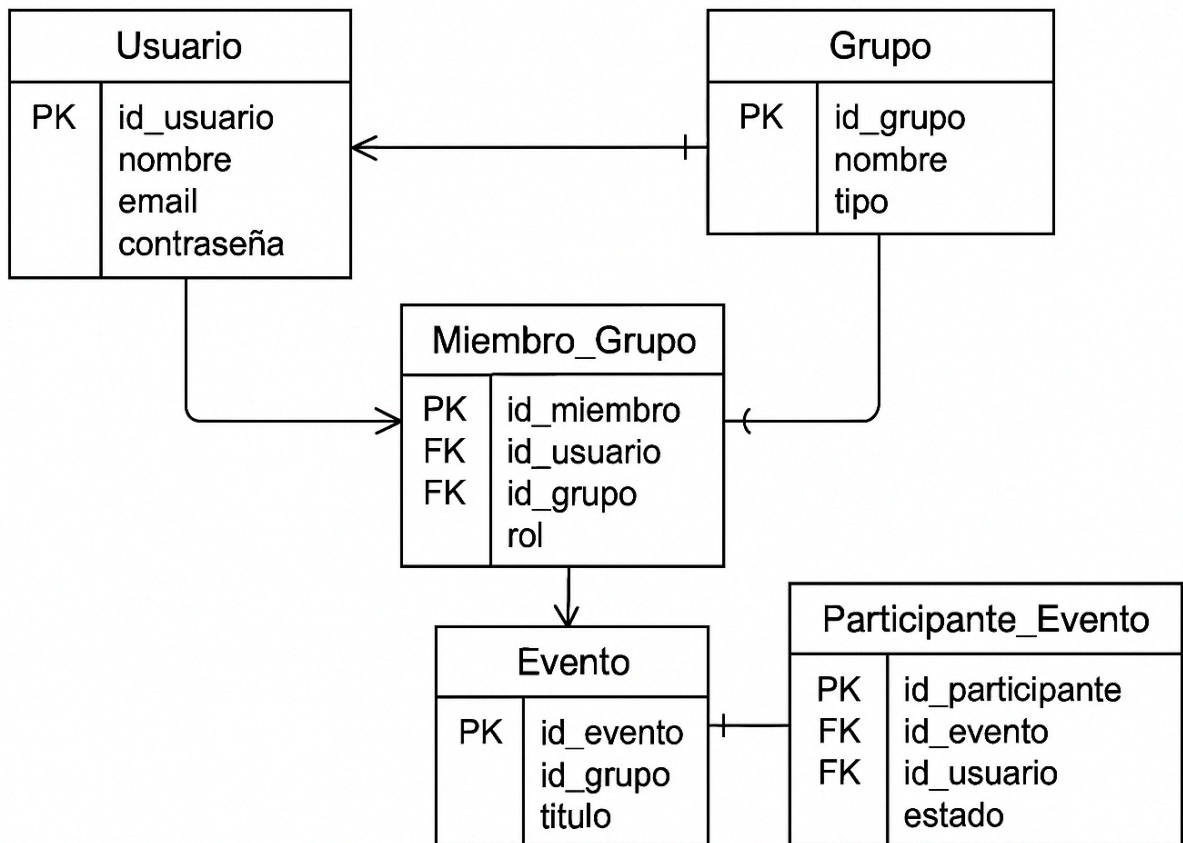 Usuario
PK id_usuario
nombre
email
contraseña
Grupo
PK id_grupo
nombre
tipo
Miembro_Grupo
PK id_miembro
FK id_usuario
FK id_grupo
rol
Evento
PK id_evento
id_grupo
titulo
Participante_Evento
PK id_participante
FK id_evento
FK id_usuario
estado